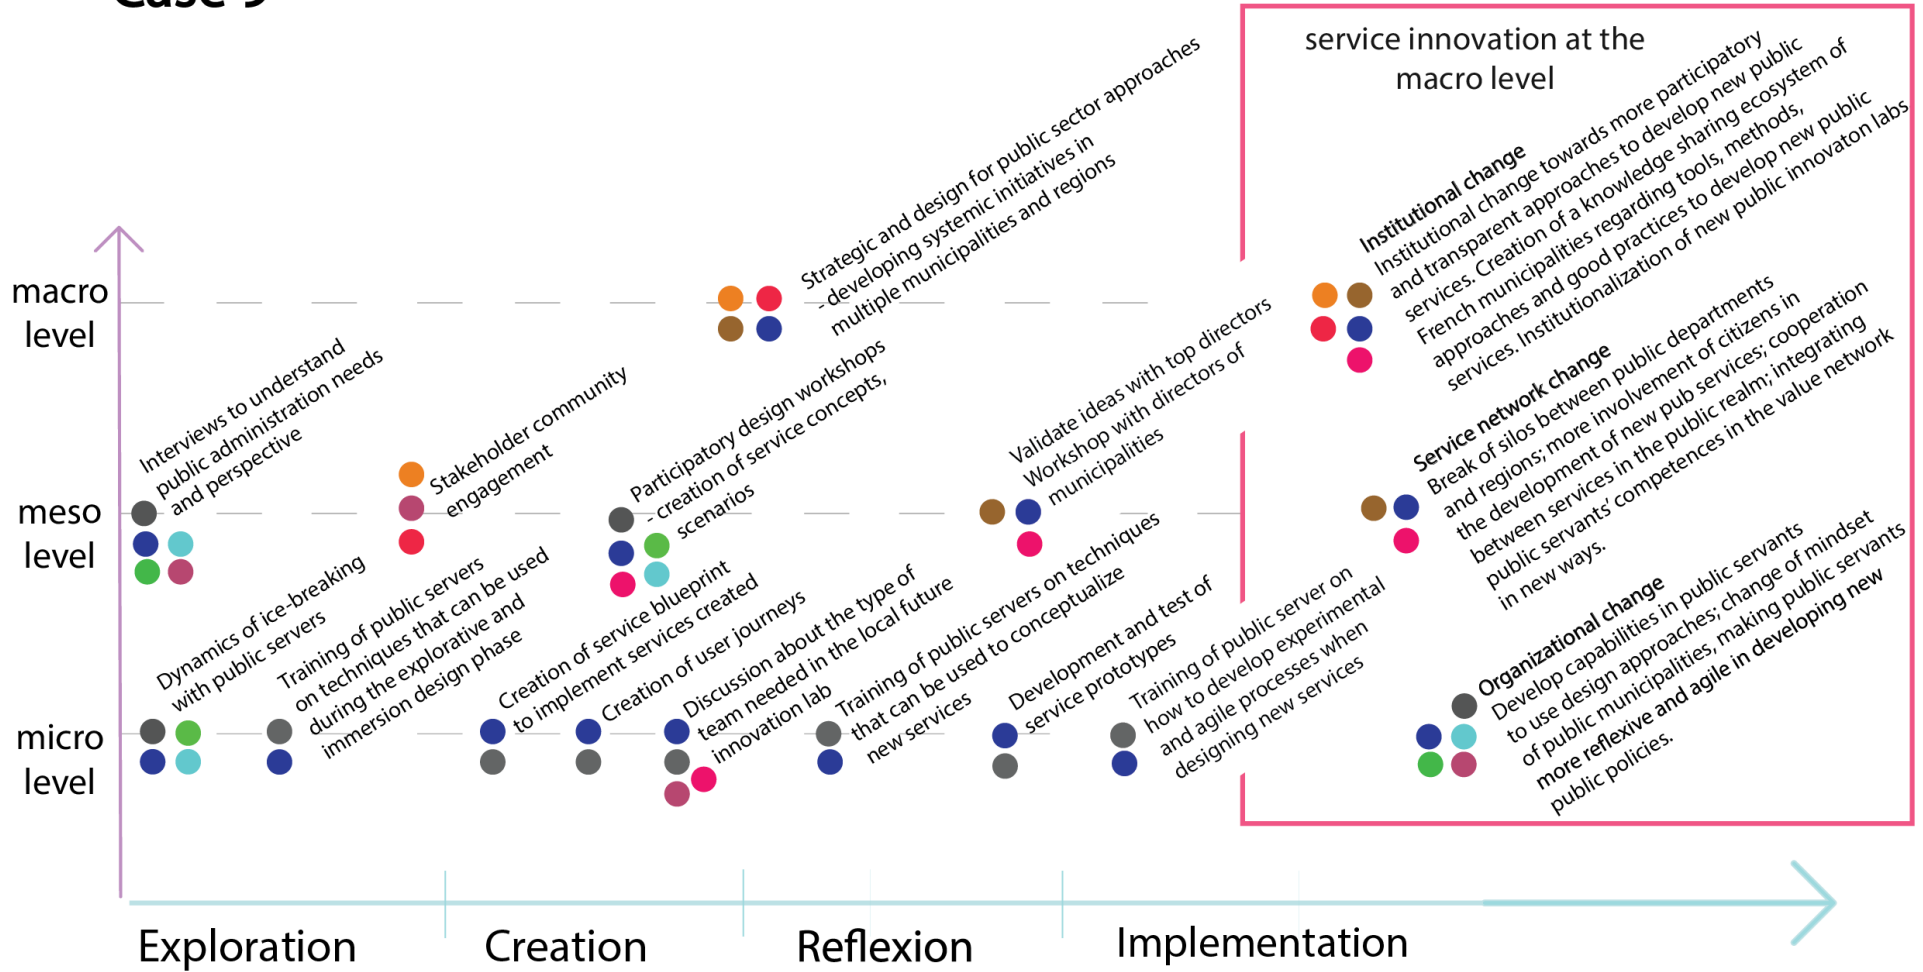 Case 9
service innovation at the
macro level
macro
level
meso
level
micro
level
Strategic and design for public sector approaches
- developing systemic initiatives in
multiple municipalities and regions
Institutional change
Institutional change towards more participatory
and transparent approaches to develop new public
services. Creation of a knowledge sharing ecosystem of
French municipalities regarding tools, methods,
approaches and good practices to develop new public
services. Institutionalization of new public innovaton labs
Interviews to understand
public administration needs
and perspective
Stakeholder community
engagement
Participatory design workshops
- creation of service concepts,
scenarios
Validate ideas with top directors
Workshop with directors of
municipalities
Service network change
Break of silos between public departments
and regions; more involvement of citizens in
the development of new pub services; cooperation
between services in the public realm; integrating
public servants' competences in the value network
in new ways.
Dynamics of ice-breaking
with public servers
Training of public servers
on techniques that can be used
during the explorative and
immersion design phase
Creation of service blueprint
to implement services created
Creation of user journeys
Discussion about the type of
team needed in the local future
innovation lab
Training of public servers on techniques
that can be used to conceptualize
new services
Development and test of
service prototypes
Training of public server on
how to develop experimental
and agile processes when
designing new services
Organizational change
Develop capabilities in public servants
to use design approaches; change of mindset
of public municipalities, making public servants
more reflexive and agile in developing new
public policies.
Exploration
Creation
Reflexion
Implementation